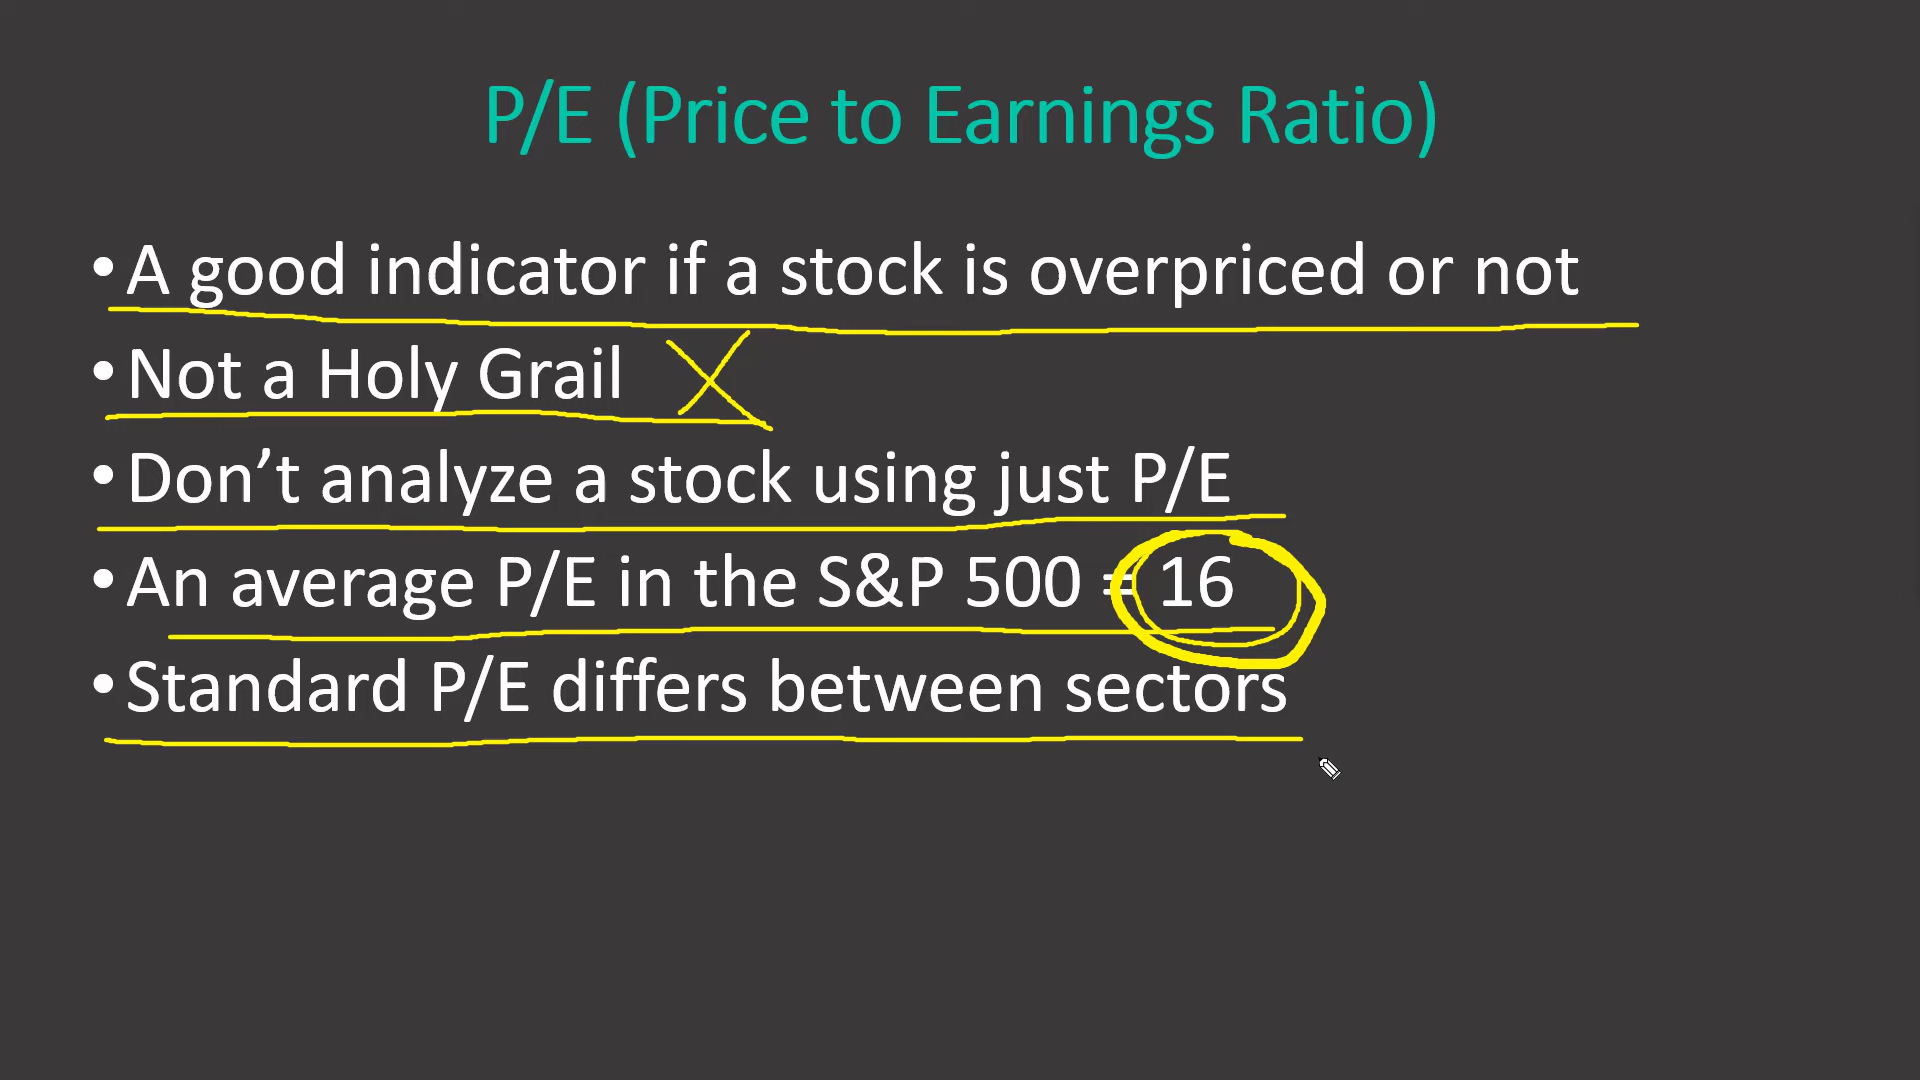 P/E (Price to Earnings Ratio)
•A good indicator if a stock is overpriced or not
•Not a Holy Grail
•Don’t analyze a stock using just P/E
•An average P/E in the S&P 500 = 16
•Standard P/E differs between sectors